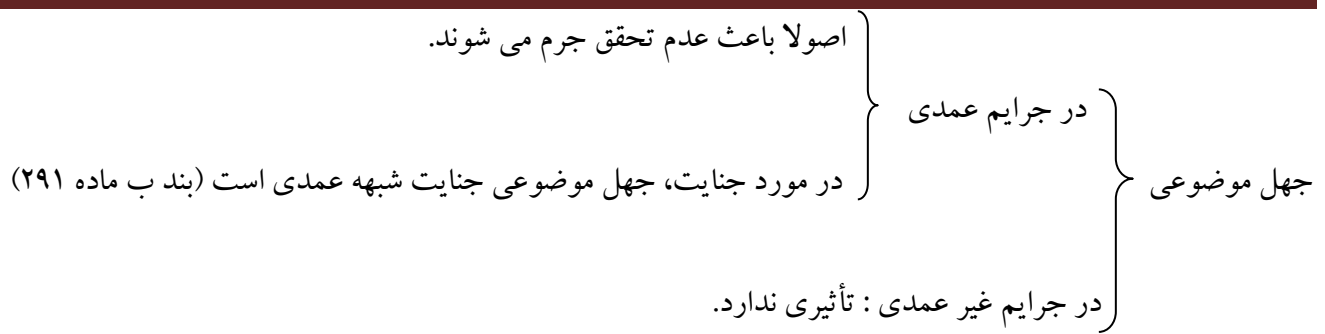 اصولا باعث عدم تحقق جرم می شوند.
در جرایم عمدی
جهل موضوعی
در مورد جنایت، جهل موضوعی جنایت شبهه عمدی است (بند ب ماده ۲۹۱)
در جرایم غیر عمدی : تأثیری ندارد.